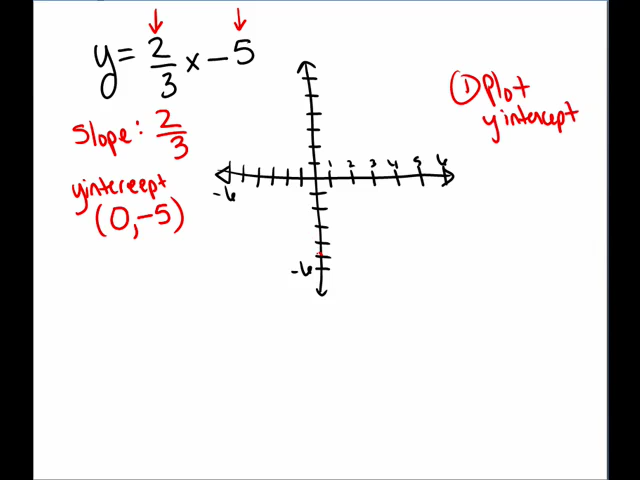 y = 2/3 x - 5
Slope: 2/3
yintercept
(0,-5)
① plot
y intercept
1 2 3 4 5 6
-6
-6